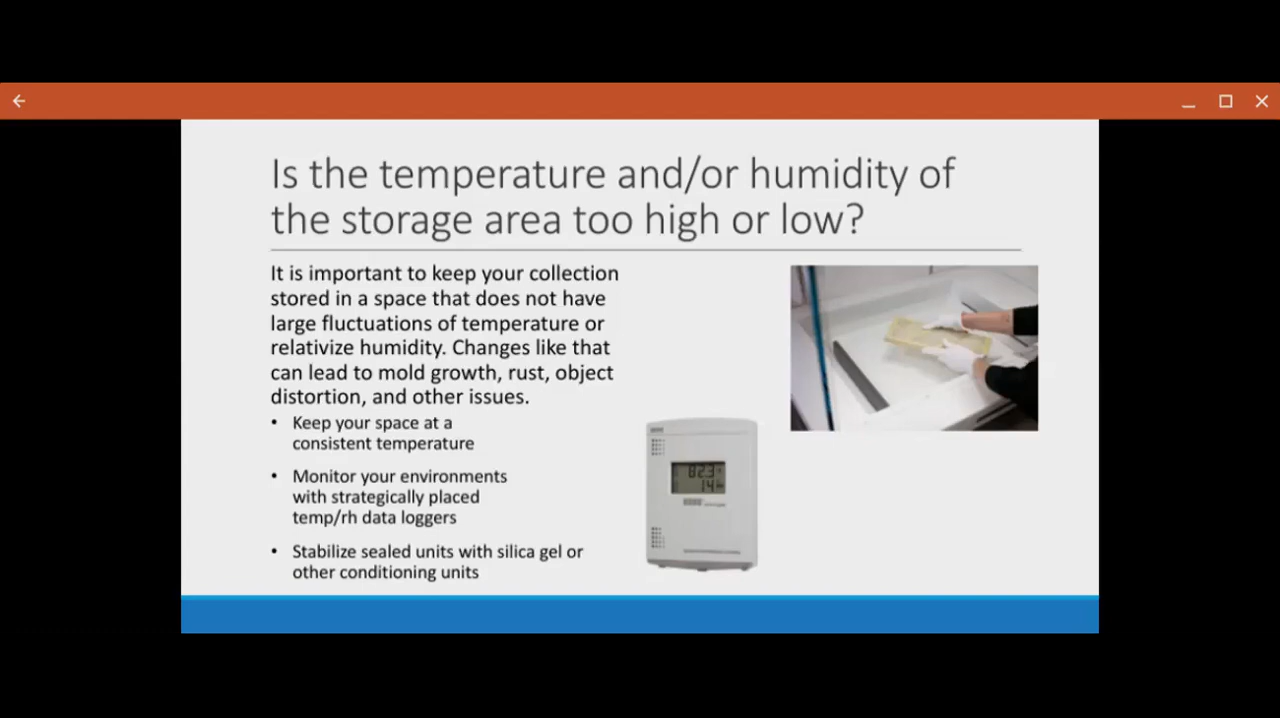 Is the temperature and/or humidity of
the storage area too high or low?
It is important to keep your collection
stored in a space that does not have
large fluctuations of temperature or
relativize humidity. Changes like that
can lead to mold growth, rust, object
distortion, and other issues.
• Keep your space at a
consistent temperature
• Monitor your environments
with strategically placed
temp/rh data loggers
• Stabilize sealed units with silica gel or
other conditioning units
82.3
14